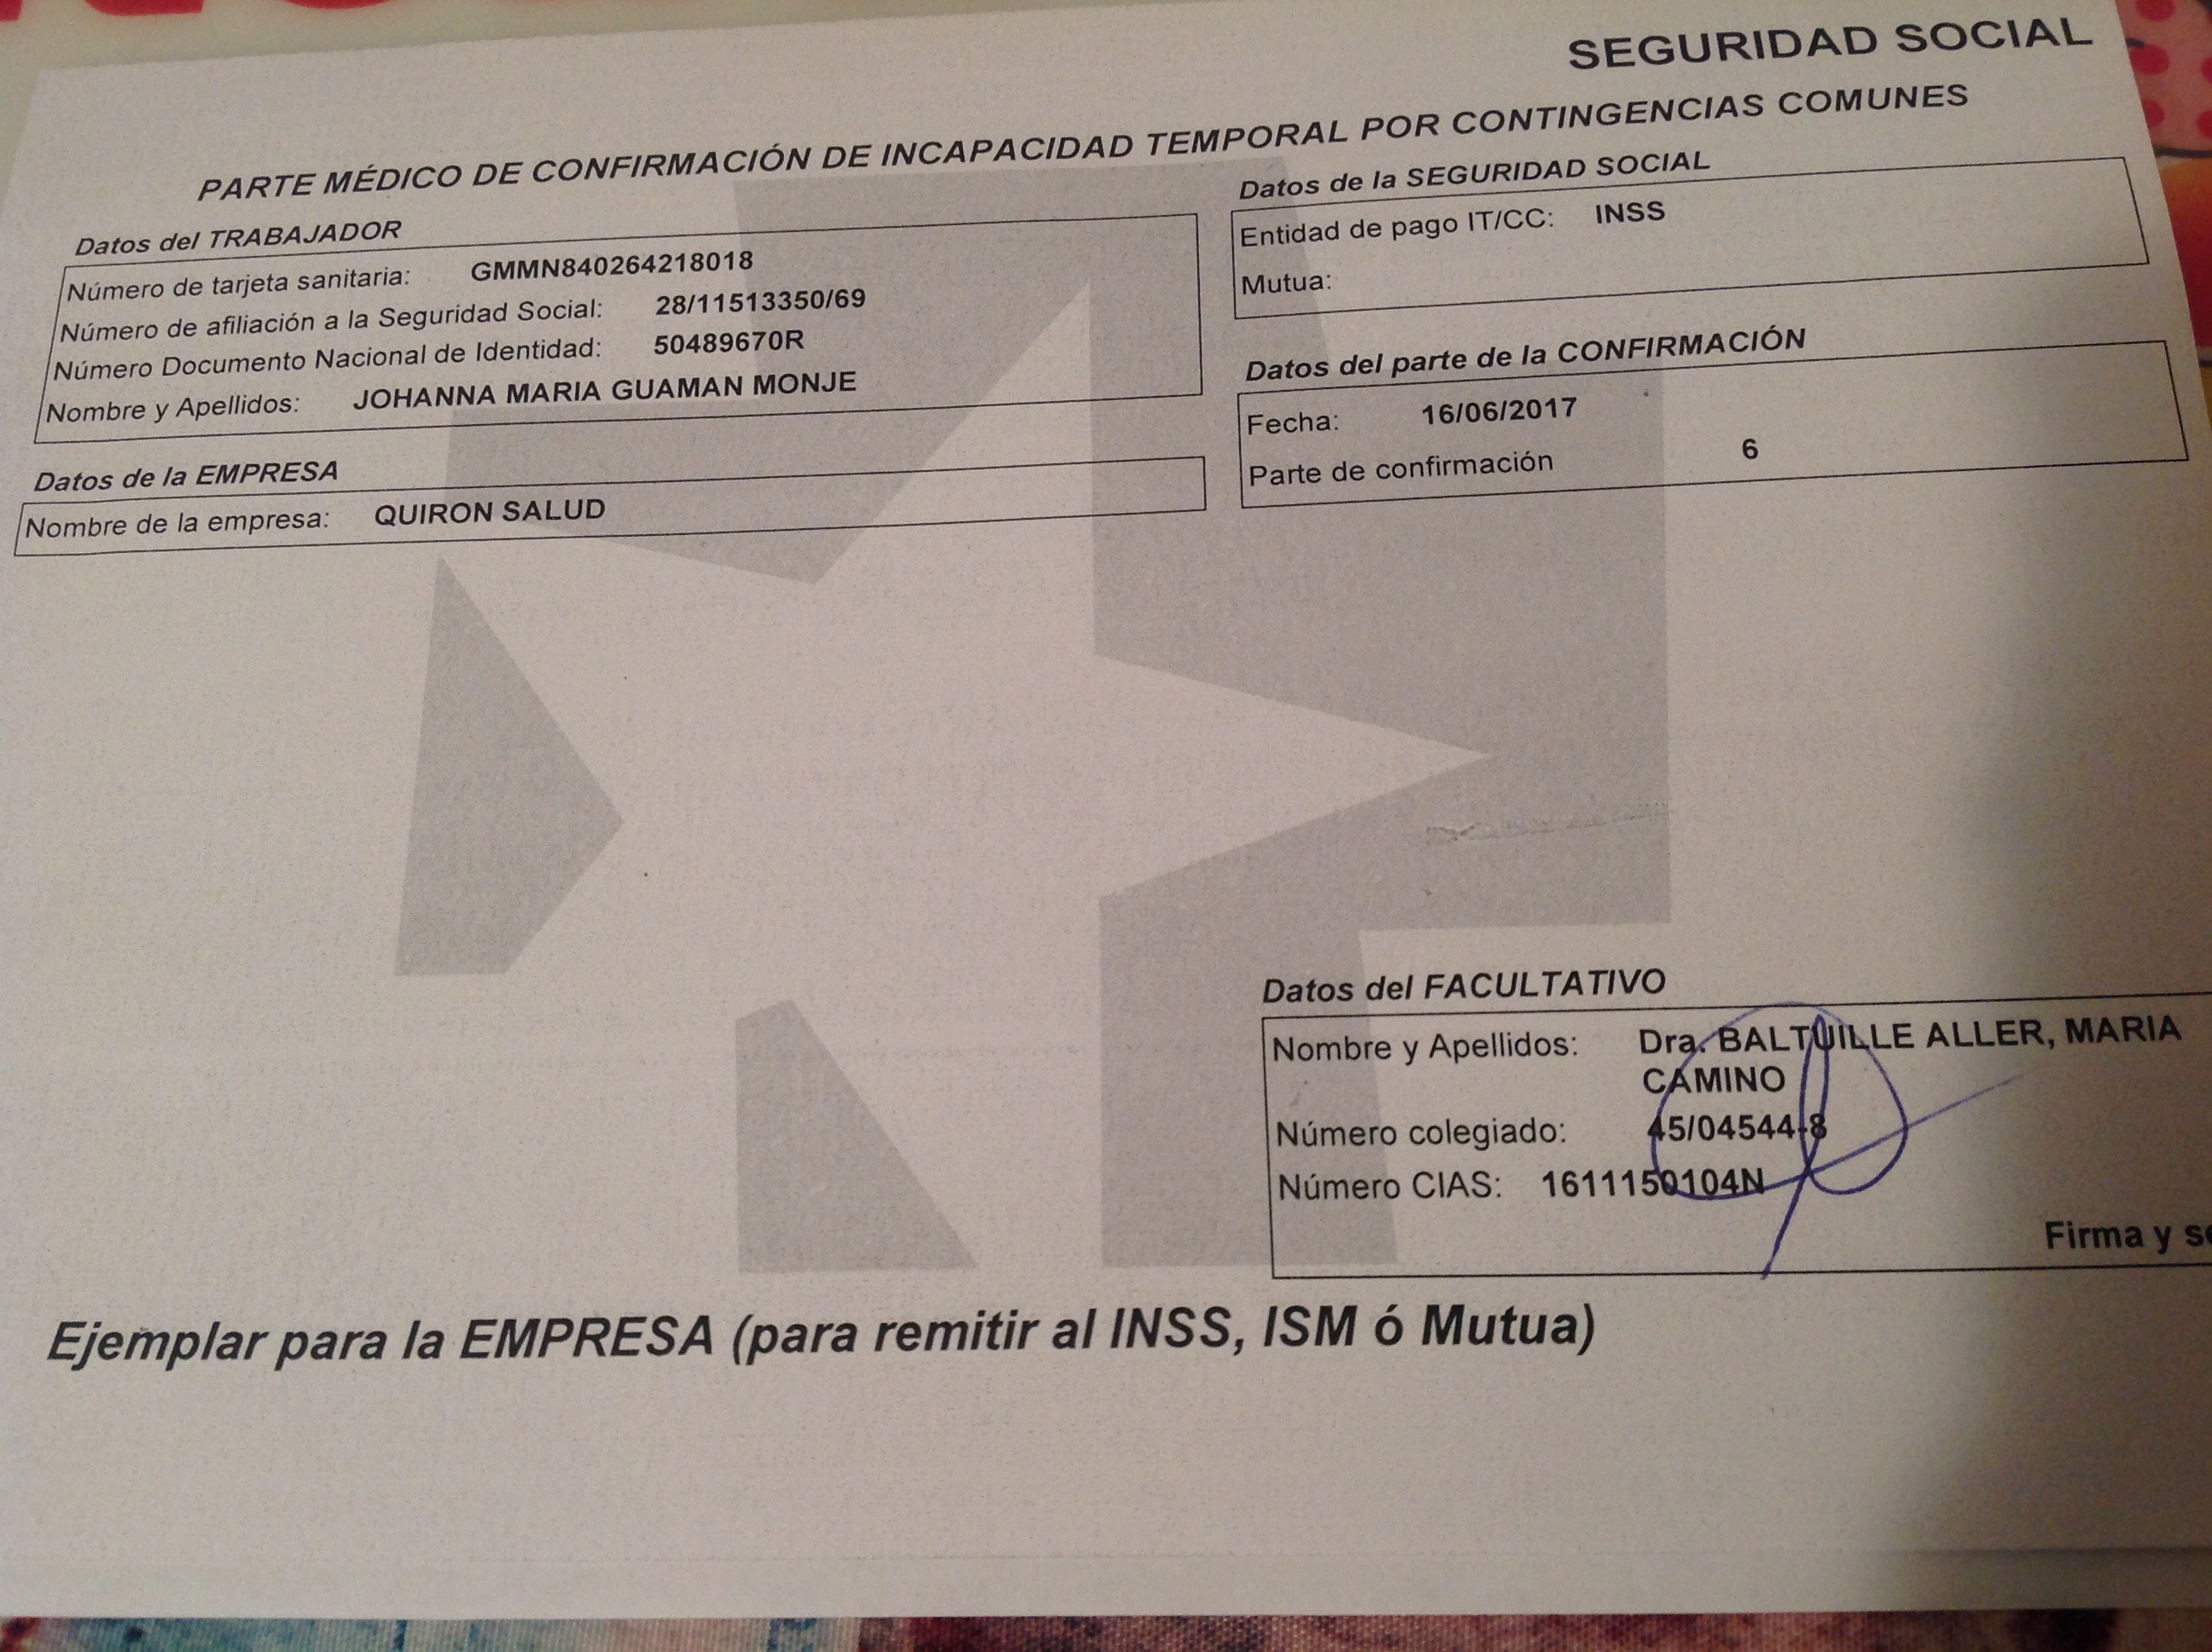 SEGURIDAD SOCIAL
PARTE MÉDICO DE CONFIRMACIÓN DE INCAPACIDAD TEMPORAL POR CONTINGENCIAS COMUNES
Datos del TRABAJADOR
Número de tarjeta sanitaria: GMMN840264218018
Número de afiliación a la Seguridad Social: 28/11513350/69
Número Documento Nacional de Identidad: 50489670R
Nombre y Apellidos: JOHANNA MARIA GUAMAN MONJE
Datos de la EMPRESA
Nombre de la empresa: QUIRON SALUD
Datos de la SEGURIDAD SOCIAL
Entidad de pago IT/CC: INSS
Mutua:
Datos del parte de la CONFIRMACIÓN
Fecha: 16/06/2017
Parte de confirmación 6
Datos del FACULTATIVO
Nombre y Apellidos: Dra. BALTUILLE ALLER, MARIA
CAMINO
Número colegiado: 45/04544-8
Número CIAS: 1611150104N
Firma y se
Ejemplar para la EMPRESA (para remitir al INSS, ISM ó Mutua)